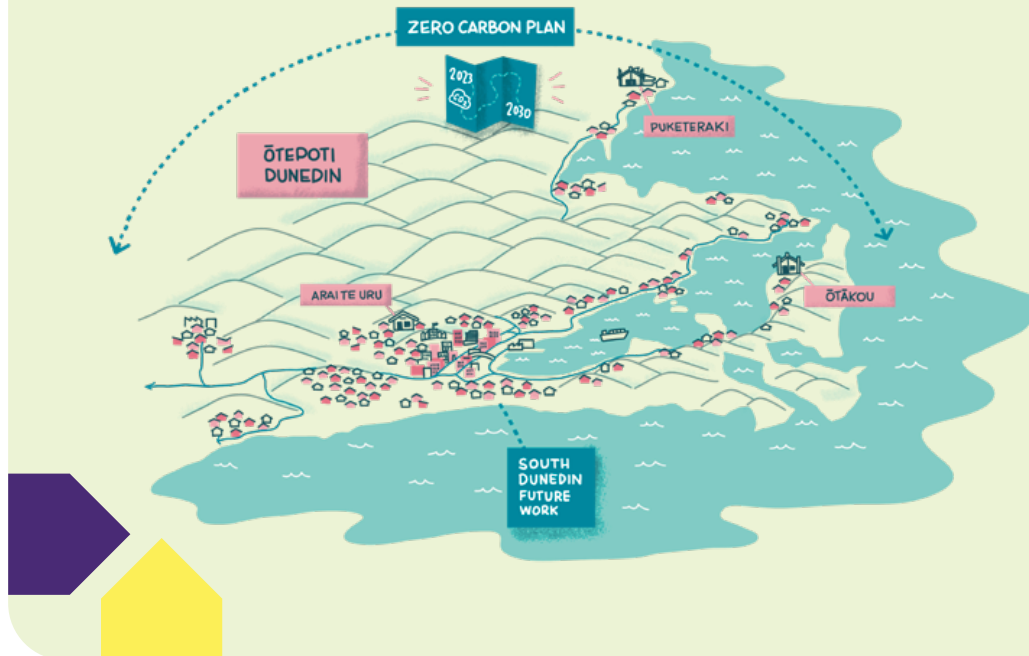 ZERO CARBON PLAN
2023
CO2
2030
ŌTEPOTI
DUNEDIN
PUKETERAKI
ARAI TE URU
ŌTĀKOU
SOUTH
DUNEDIN
FUTURE
WORK